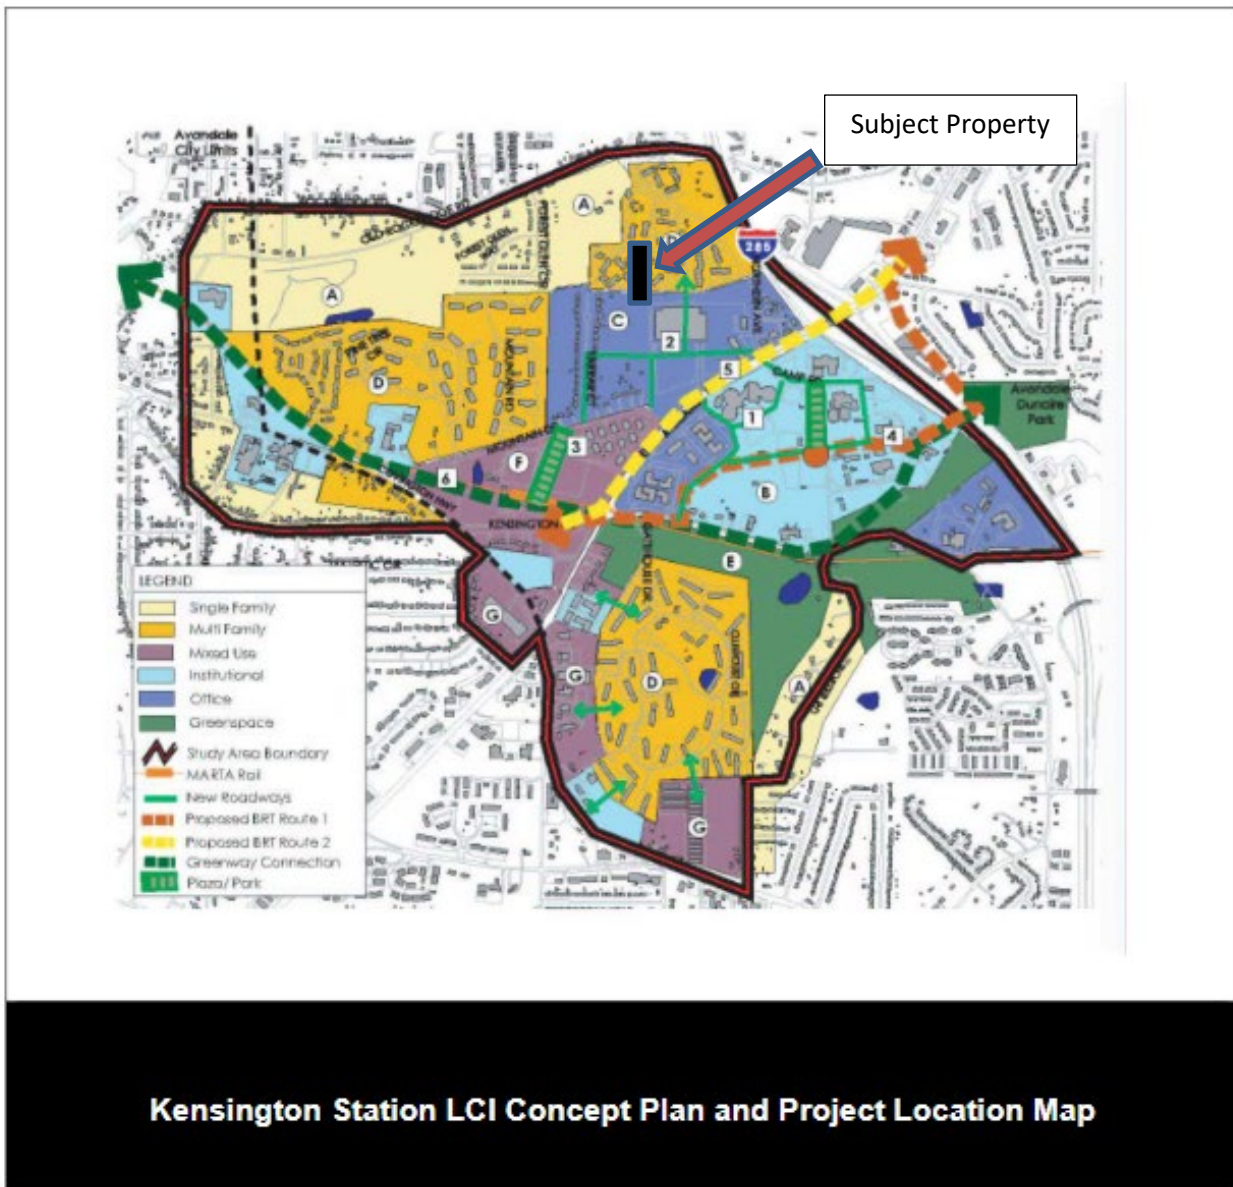 Subject Property
Avondale
City Limits
A
285
A
C
2
5
D
1
3
4
F
6
B
KENSINGTON
E
Avondale
Dunaire
Park
G
G
D
A
G
LEGEND
Single Family
Multi Family
Mixed Use
Institutional
Office
Greenspace
Study Area Boundary
MARTA Rail
New Roadways
Proposed BRT Route 1
Proposed BRT Route 2
Greenway Connection
Plaza/ Park
MOUNTAIN RD
Kensington Station LCI Concept Plan and Project Location Map